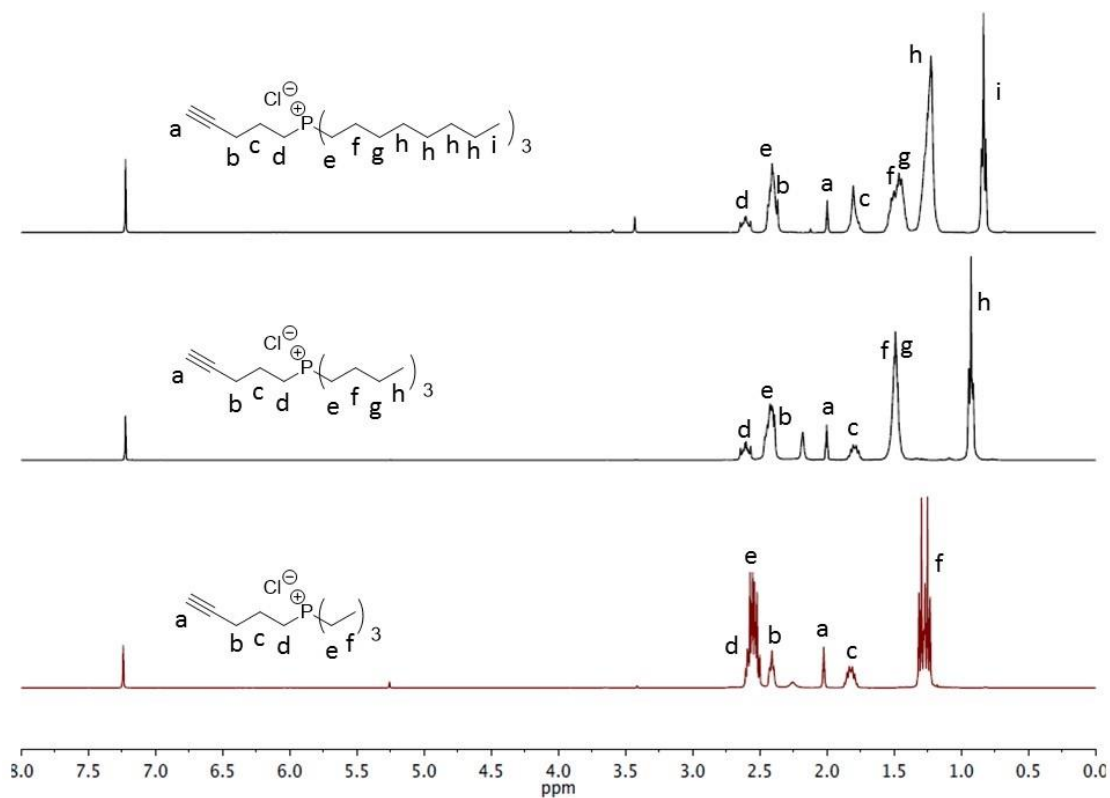 Cl⊖
a P⊕ ( ) 3
b c d e f g h h h h i
d e b a c f g h i
Cl⊖
a P⊕ ( ) 3
b c d e f g h
d e b a c f g h
Cl⊖
a P⊕ ( ) 3
b c d e f
d e b a c f
8.0 7.5 7.0 6.5 6.0 5.5 5.0 4.5 4.0 3.5 3.0 2.5 2.0 1.5 1.0 0.5 0.0
ppm